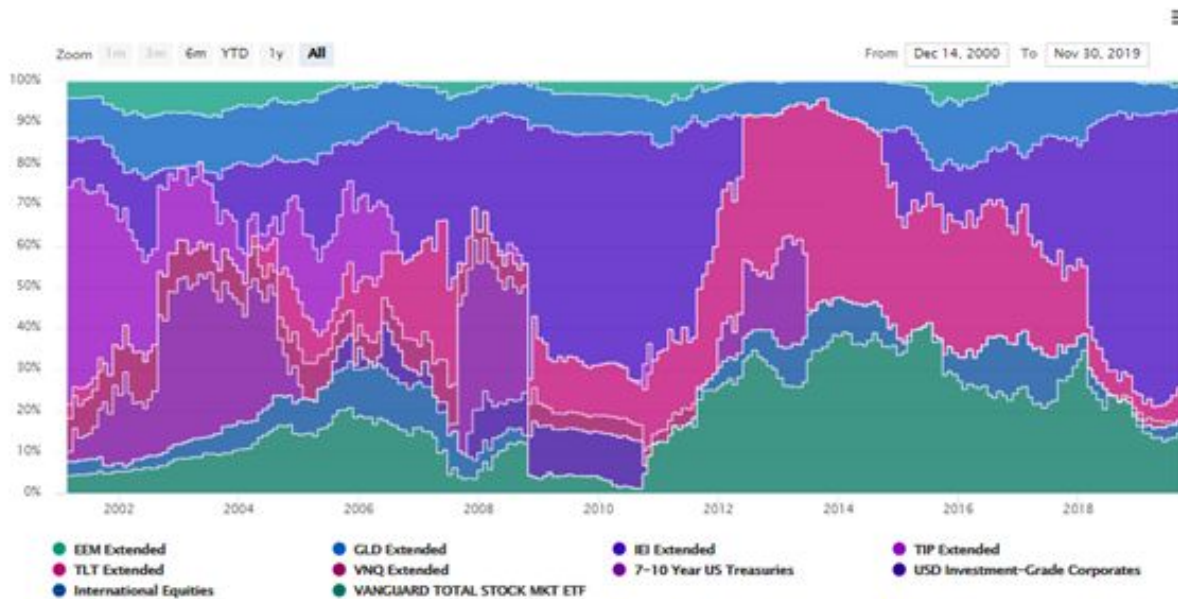 Zoom 1m 3m 6m YTD 1y All From Dec 14, 2000 To Nov 30, 2019
100%
90%
80%
70%
60%
50%
40%
30%
20%
10%
0%
2002 2004 2006 2008 2010 2012 2014 2016 2018
EEM Extended GLD Extended IEI Extended TIP Extended
TLT Extended VNQ Extended 7-10 Year US Treasuries USD Investment-Grade Corporates
International Equities VANGUARD TOTAL STOCK MKT ETF